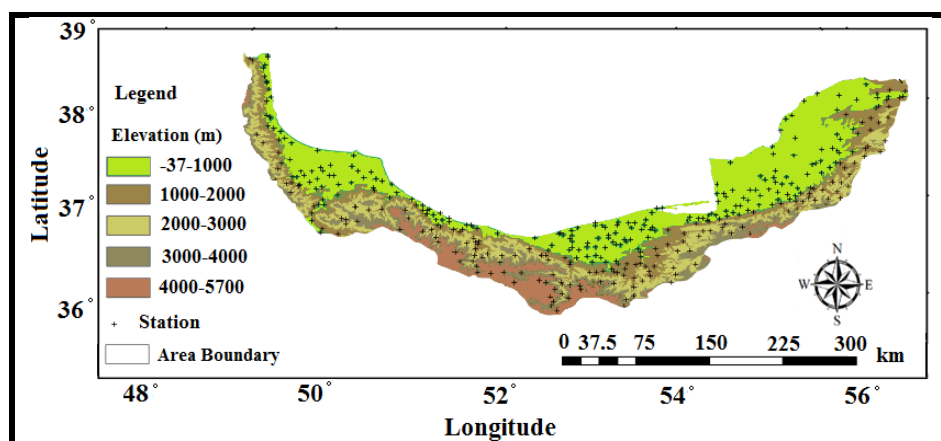 39°
38°
37°
36°
Latitude
Legend
Elevation (m)
-37-1000
1000-2000
2000-3000
3000-4000
4000-5700
Station
Area Boundary
N
W E
S
0 37.5 75 150 225 300
km
48° 50° 52° 54° 56°
Longitude